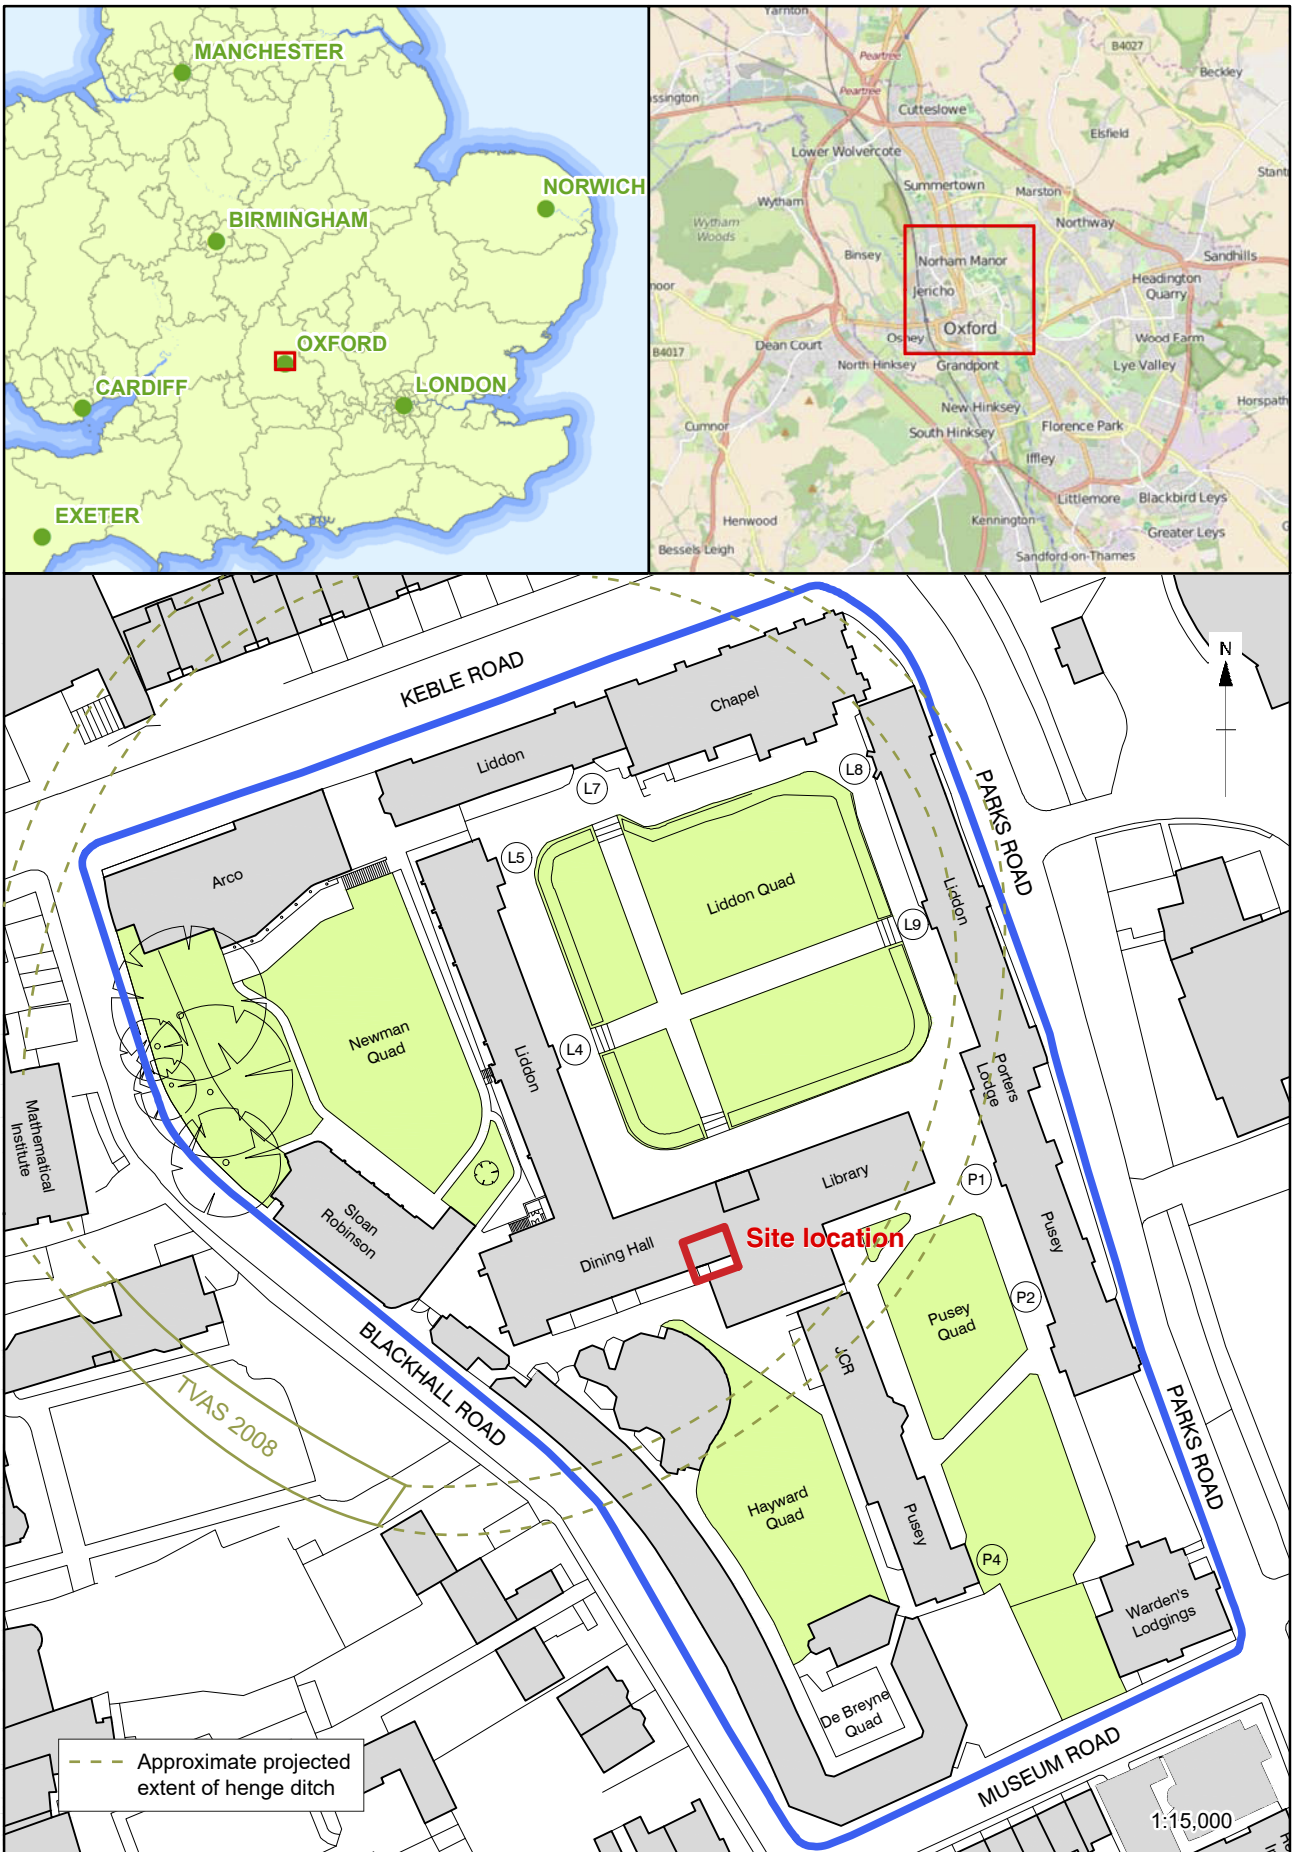 MANCHESTER
NORWICH
BIRMINGHAM
OXFORD
CARDIFF
LONDON
EXETER
Yarnton
B4027
Peartree
Beckley
Peartree
Cutteslowe
Elsfield
Lower Wolvercote
Summertown
Marston
Wytham
Northway
Wytham
Woods
Binsey
Norham Manor
Sandhills
Headington
Quarry
Jericho
Oxford
Osney
Wood Farm
B4017
Dean Court
North Hinksey
Grandpont
Lye Valley
New Hinksey
Horspath
Cumnor
South Hinksey
Florence Park
Iffley
Littlemore
Blackbird Leys
Henwood
Kennington
Greater Leys
Bessels Leigh
Sandford-on-Thames
N
KEBLE ROAD
Chapel
Liddon
L7
L8
PARKS ROAD
L5
Arco
Liddon Quad
Liddon
L9
Newman
Quad
L4
Liddon
Porters
Lodge
Mathematical
Institute
Library
P1
Sloan
Robinson
Pusey
Site location
Dining Hall
P2
Pusey
Quad
BLACKHALL ROAD
JCR
TVAS 2008
PARKS ROAD
Hayward
Quad
Pusey
P4
Warden's
Lodgings
De Breyne
Quad
Approximate projected
extent of henge ditch
MUSEUM ROAD
1:15,000